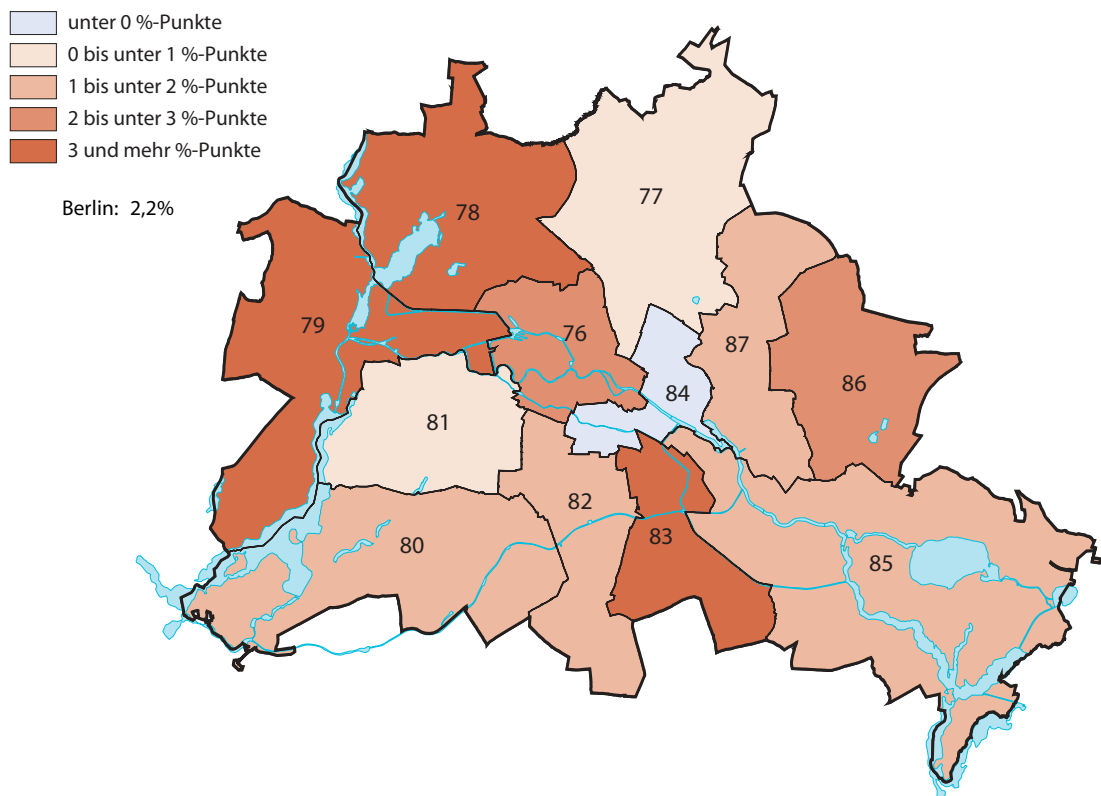 unter 0 %-Punkte
0 bis unter 1 %-Punkte
1 bis unter 2 %-Punkte
2 bis unter 3 %-Punkte
3 und mehr %-Punkte
Berlin: 2,2%
77
78
79
76
87
86
84
81
82
83
80
85